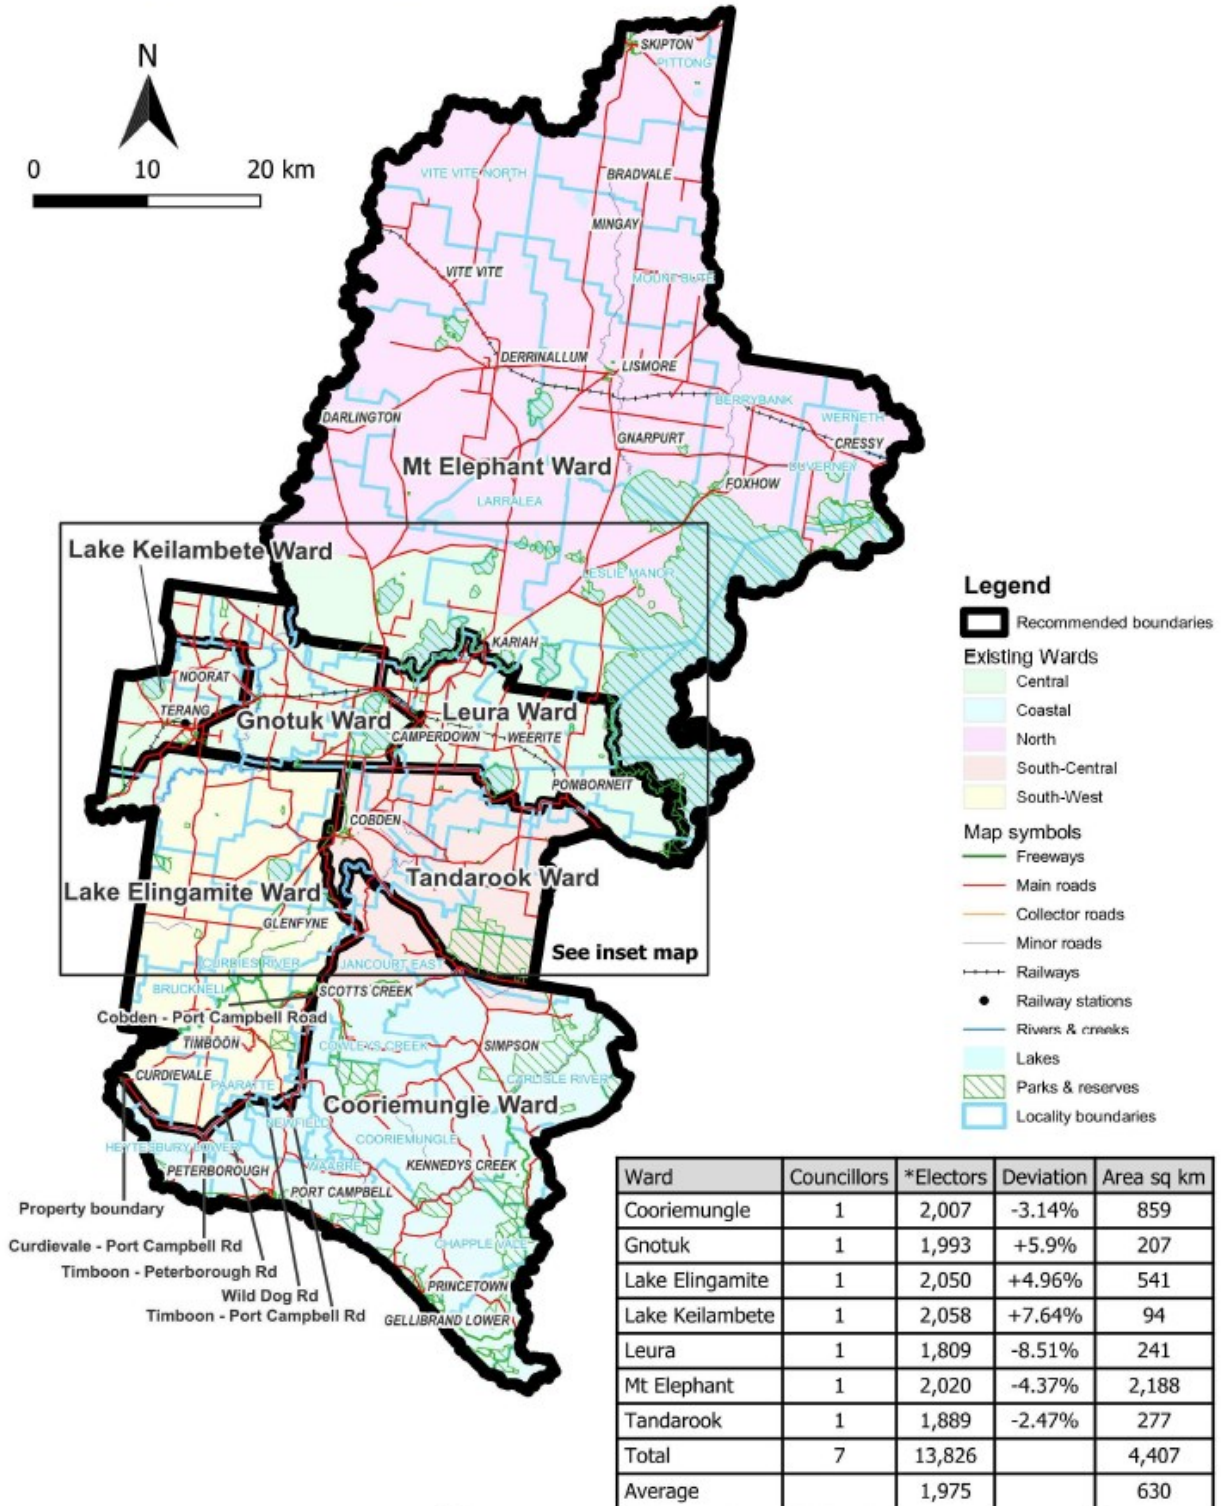 N
0 10 20 km
SKIPTON
PITTONG
VITE VITE NORTH
BRADVALE
MINGAY
VITE VITE
MOUNT BUTE
DERRINALLUM
LISMORE
BERRYBANK
DARLINGTON
WERNETH
GNARPURT
CRESSY
Mt Elephant Ward
DUVERNEY
FOXHOW
LARRALEA
Lake Keilambete Ward
LESLIE MANOR
KARIAH
NOORAT
TERANG
Gnotuk Ward
Leura Ward
CAMPERDOWN
WEERITE
POMBORNEIT
COBDEN
Lake Elingamite Ward
Tandarook Ward
GLENFYNE
See inset map
CURDIES RIVER
JANCOURT EAST
BRUCKNELL
SCOTTS CREEK
Cobden - Port Campbell Road
TIMBOON
COWLEYS CREEK
SIMPSON
CURDIEVALE
PAARATTE
CARLISLE RIVER
Cooriemungle Ward
NEWFIELD
HEYTESBURY LOWER
COORIEMUNGLE
PETERBOROUGH
WAARRE
KENNEDYS CREEK
PORT CAMPBELL
Property boundary
Curdievale - Port Campbell Rd
CHAPPLE VALE
Timboon - Peterborough Rd
PRINCETOWN
Wild Dog Rd
Timboon - Port Campbell Rd
GELLIBRAND LOWER
Legend
Recommended boundaries
Existing Wards
Central
Coastal
North
South-Central
South-West
Map symbols
Freeways
Main roads
Collector roads
Minor roads
Railways
Railway stations
Rivers & creeks
Lakes
Parks & reserves
Locality boundaries
Ward Councillors *Electors Deviation Area sq km
Cooriemungle 1 2,007 -3.14% 859
Gnotuk 1 1,993 +5.9% 207
Lake Elingamite 1 2,050 +4.96% 541
Lake Keilambete 1 2,058 +7.64% 94
Leura 1 1,809 -8.51% 241
Mt Elephant 1 2,020 -4.37% 2,188
Tandarook 1 1,889 -2.47% 277
Total 7 13,826 4,407
Average 1,975 630